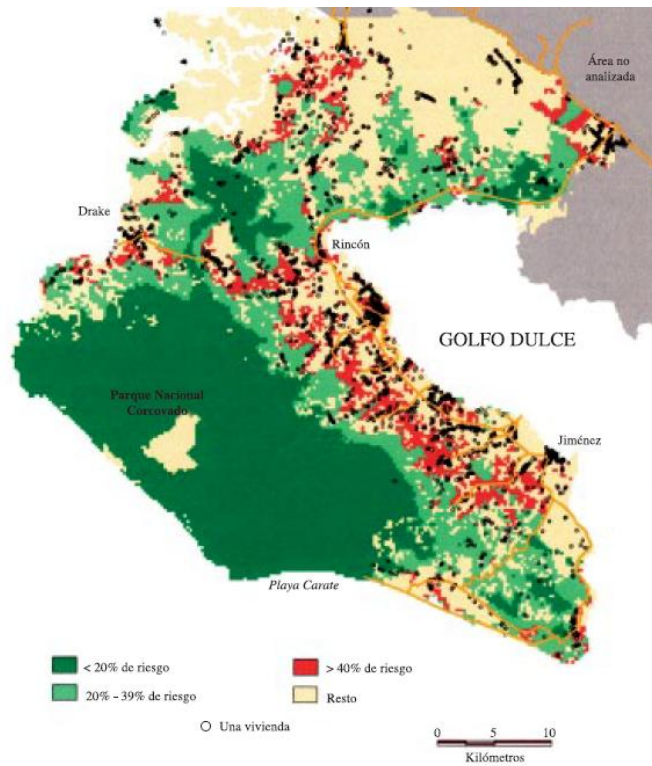 Área no
analizada
Drake
Rincón
GOLFO DULCE
Parque Nacional
Corcovado
Jiménez
Playa Carate
< 20% de riesgo
> 40% de riesgo
20% - 39% de riesgo
Resto
Una vivienda
0 5 10
Kilómetros